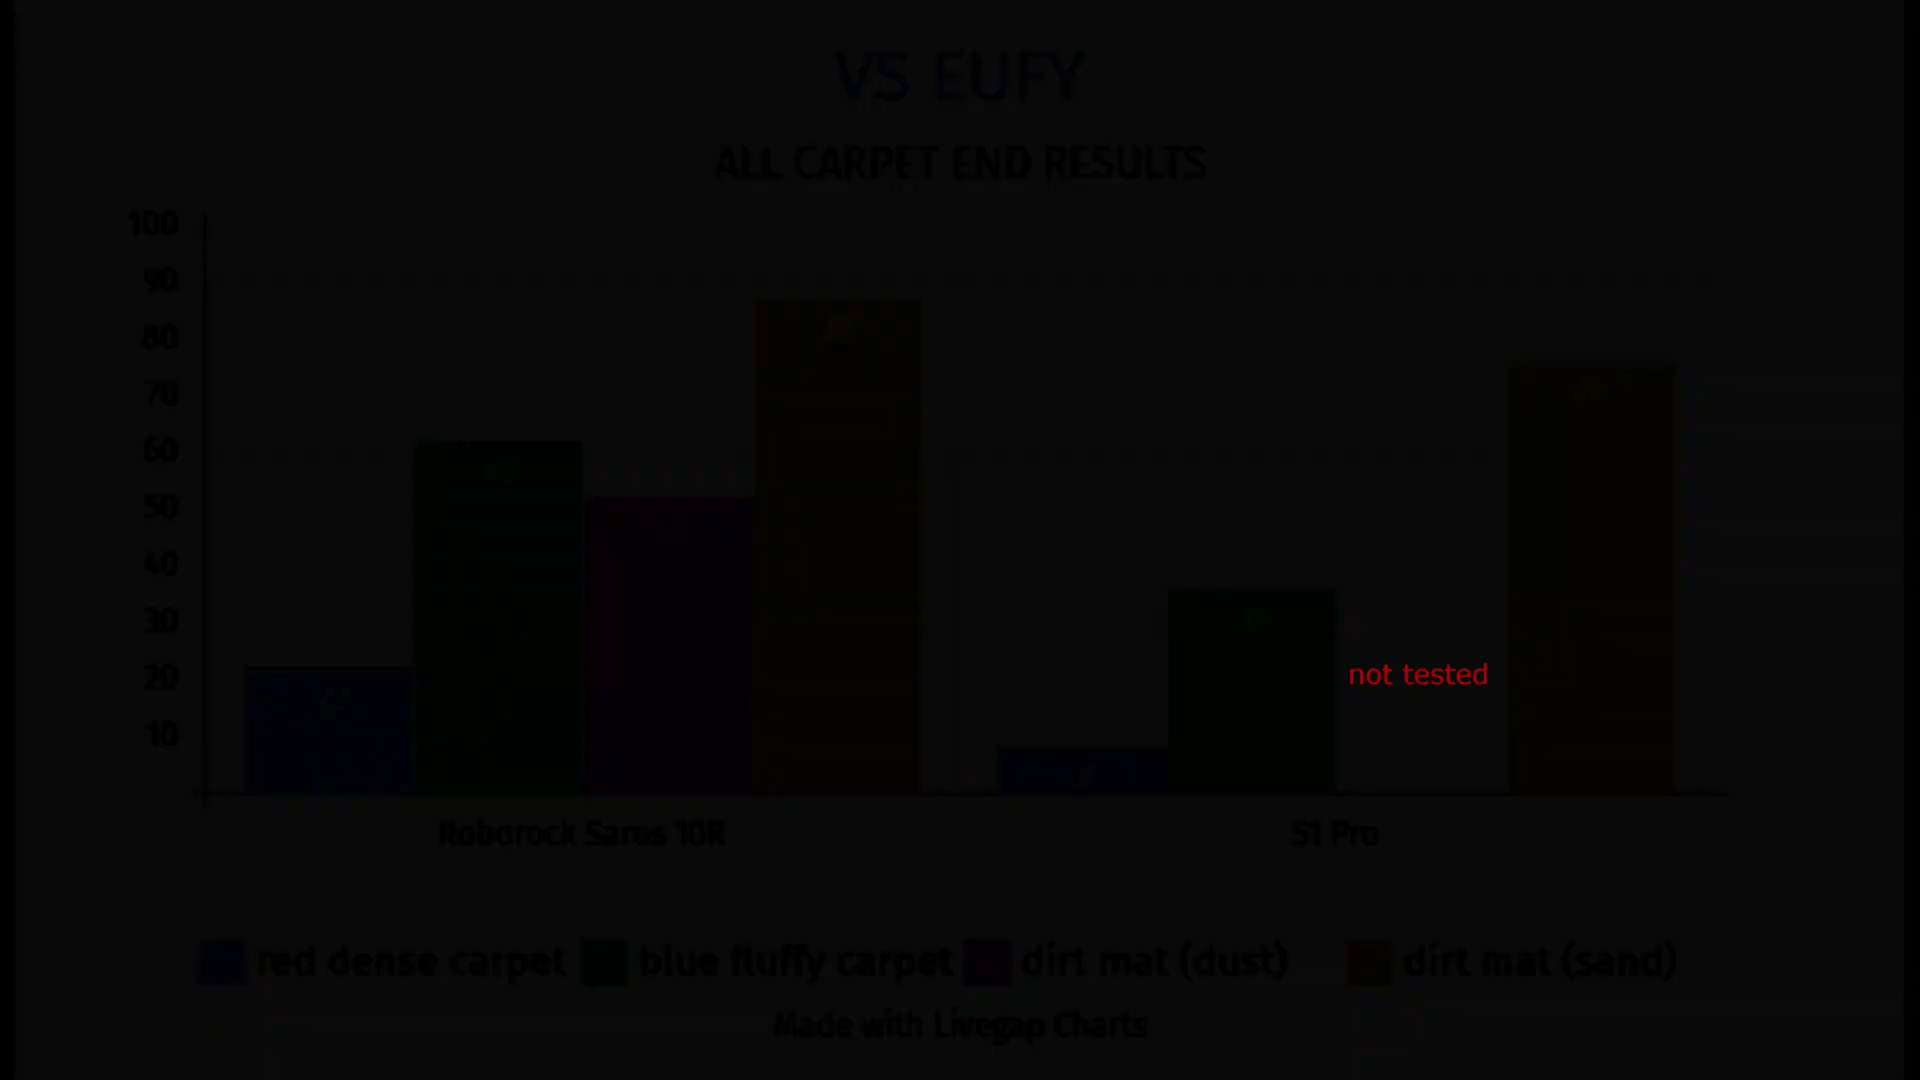 VS EUFY
ALL CARPET END RESULTS
100
90
80
70
60
50
40
30
20
10
not tested
Roborock Saros 10R
S1 Pro
red dense carpet
blue fluffy carpet
dirt mat (dust)
dirt mat (sand)
Made with Livegap Charts